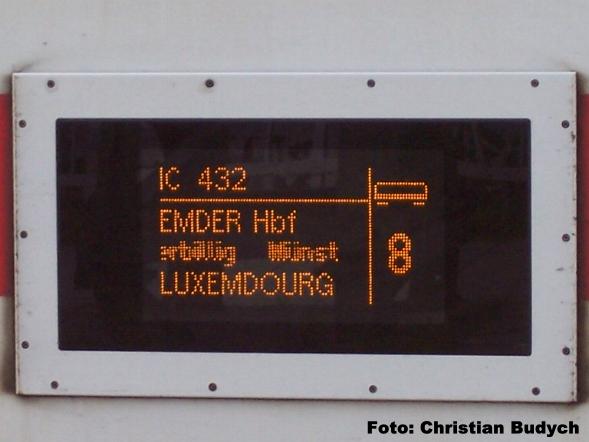 IC 432
EMDER Hbf
LUXEMDOURG
8
Foto: Christian Budych